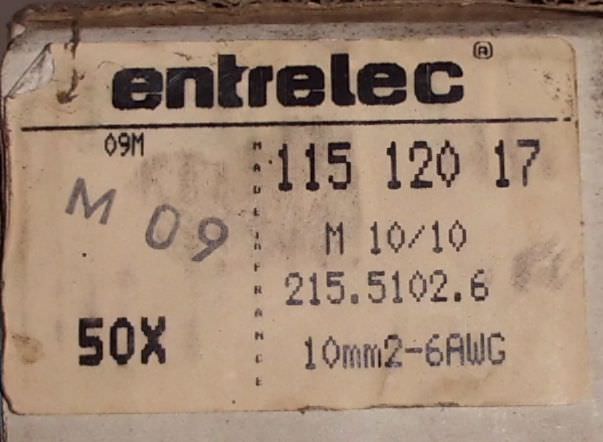 entrelec®
09M
M 09
50X
MADE IN FRANCE
115 120 17
M 10/10
215.5102.6
10mm2-6AWG